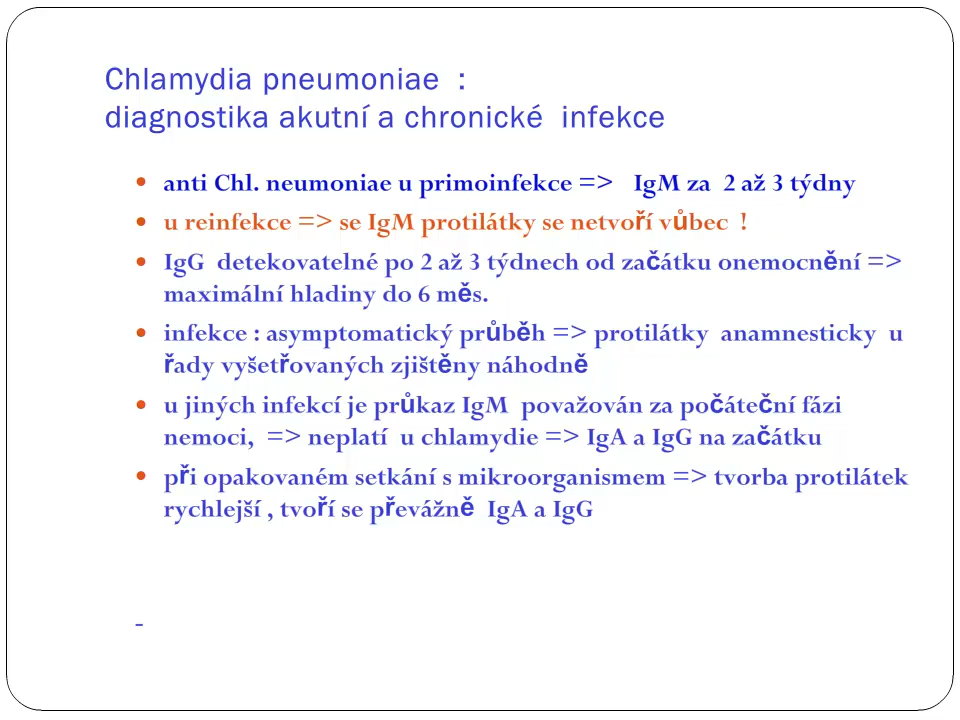 Chlamydia pneumoniae :
diagnostika akutní a chronické infekce
• anti Chl. neumoniae u primoinfekce => IgM za 2 až 3 týdny
• u reinfekce => se IgM protilátky se netvoří vůbec !
• IgG detekovatelné po 2 až 3 týdnech od začátku onemocnění =>
maximální hladiny do 6 měs.
• infekce : asymptomatický průběh => protilátky anamnesticky u
řady vyšetřovaných zjištěny náhodně
• u jiných infekcí je průkaz IgM považován za počáteční fázi
nemoci, => neplatí u chlamydie => IgA a IgG na začátku
• při opakovaném setkání s mikroorganismem => tvorba protilátek
rychlejší , tvoří se převážně IgA a IgG
-